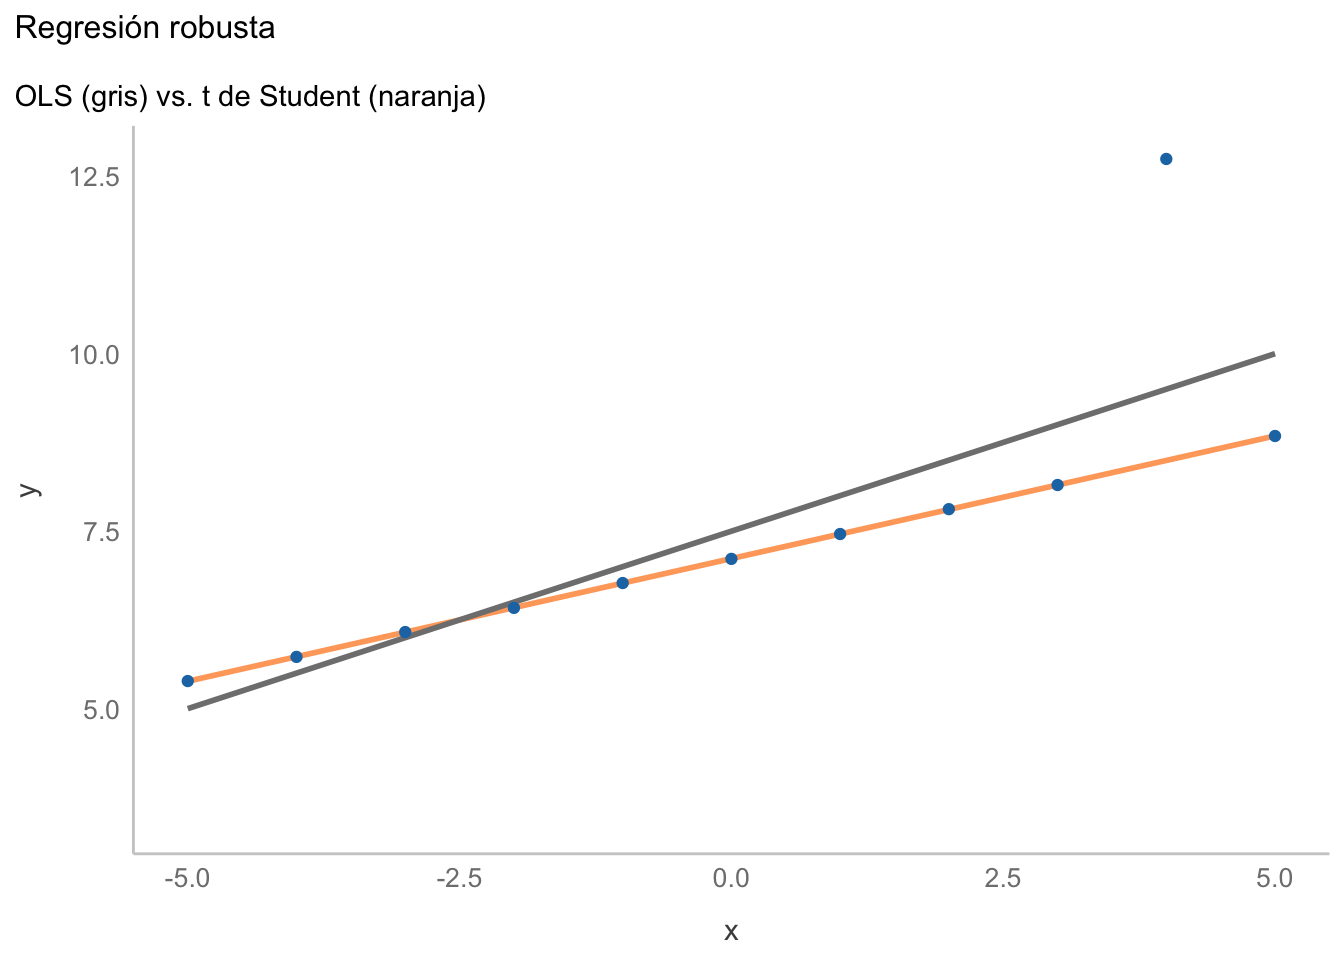 Regresión robusta
OLS (gris) vs. t de Student (naranja)
12.5
10.0
7.5
5.0
y
-5.0
-2.5
0.0
2.5
5.0
x